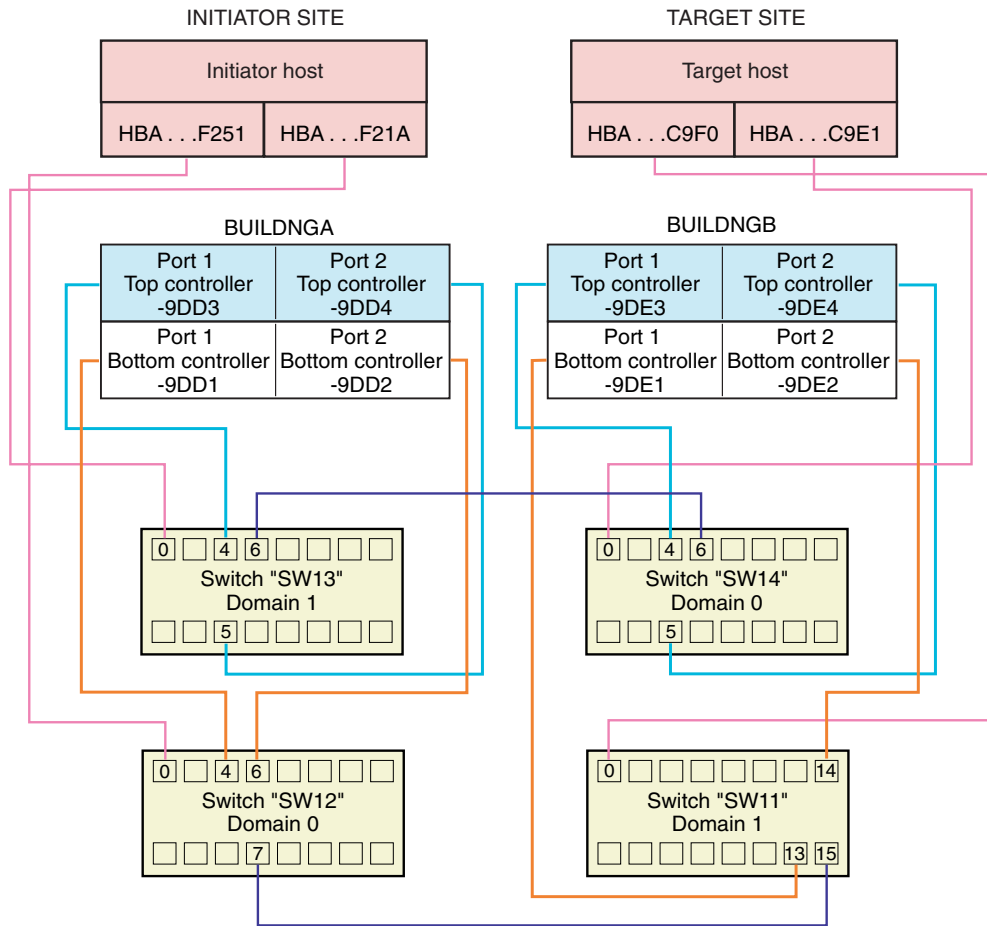 INITIATOR SITE
TARGET SITE
Initiator host
HBA . . .F251
HBA . . .F21A
Target host
HBA . . .C9F0
HBA . . .C9E1
BUILDNGA
Port 1
Top controller
-9DD3
Port 2
Top controller
-9DD4
Port 1
Bottom controller
-9DD1
Port 2
Bottom controller
-9DD2
BUILDNGB
Port 1
Top controller
-9DE3
Port 2
Top controller
-9DE4
Port 1
Bottom controller
-9DE1
Port 2
Bottom controller
-9DE2
0 4 6
Switch "SW13"
Domain 1
5
0 4 6
Switch "SW14"
Domain 0
5
0 4 6
Switch "SW12"
Domain 0
7
0 14
Switch "SW11"
Domain 1
13 15